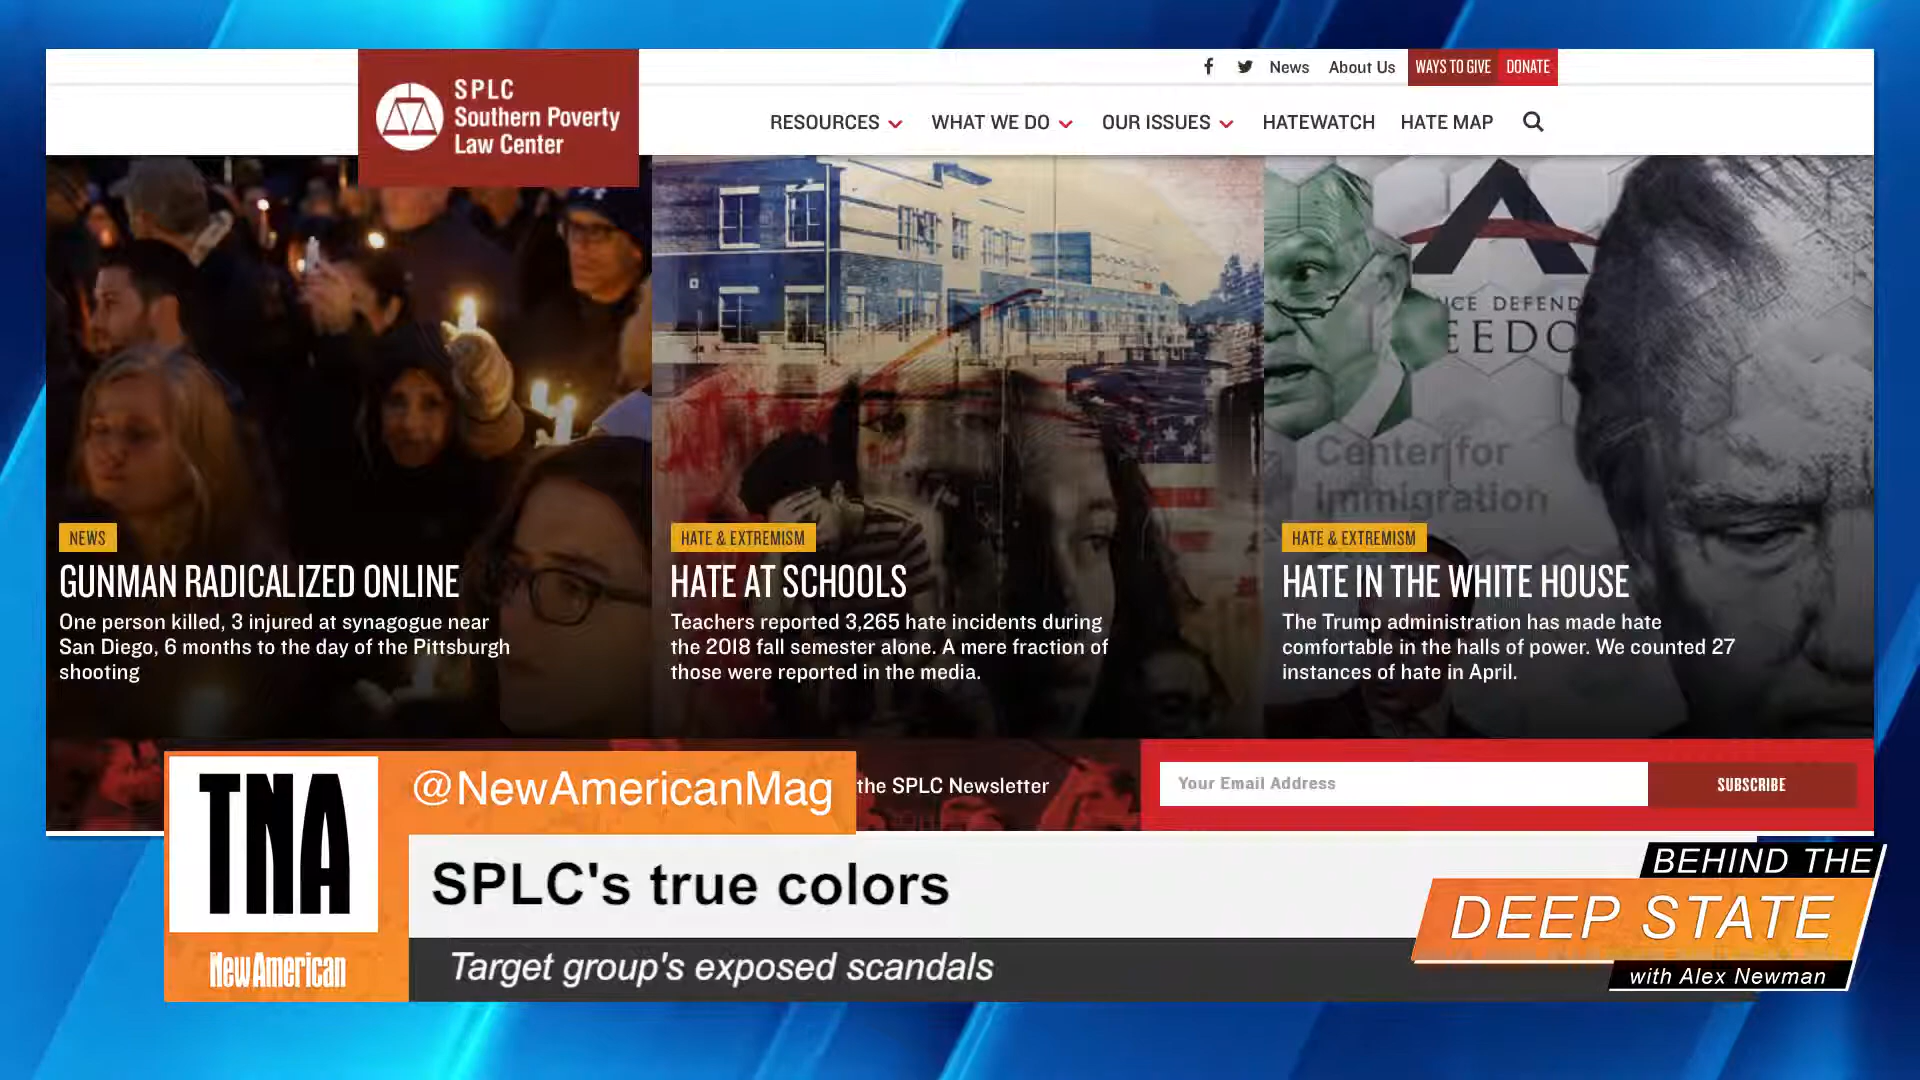 SPLC
Southern Poverty
Law Center
News
About Us
WAYS TO GIVE
DONATE
RESOURCES
WHAT WE DO
OUR ISSUES
HATEWATCH
HATE MAP
NCE DEFEND
EEDO
Center for
Immigration
NEWS
GUNMAN RADICALIZED ONLINE
One person killed, 3 injured at synagogue near
San Diego, 6 months to the day of the Pittsburgh
shooting
HATE & EXTREMISM
HATE AT SCHOOLS
Teachers reported 3,265 hate incidents during
the 2018 fall semester alone. A mere fraction of
those were reported in the media.
HATE & EXTREMISM
HATE IN THE WHITE HOUSE
The Trump administration has made hate
comfortable in the halls of power. We counted 27
instances of hate in April.
the SPLC Newsletter
Your Email Address
SUBSCRIBE
TNA
NewAmerican
@NewAmericanMag
SPLC's true colors
Target group's exposed scandals
BEHIND THE
DEEP STATE
with Alex Newman